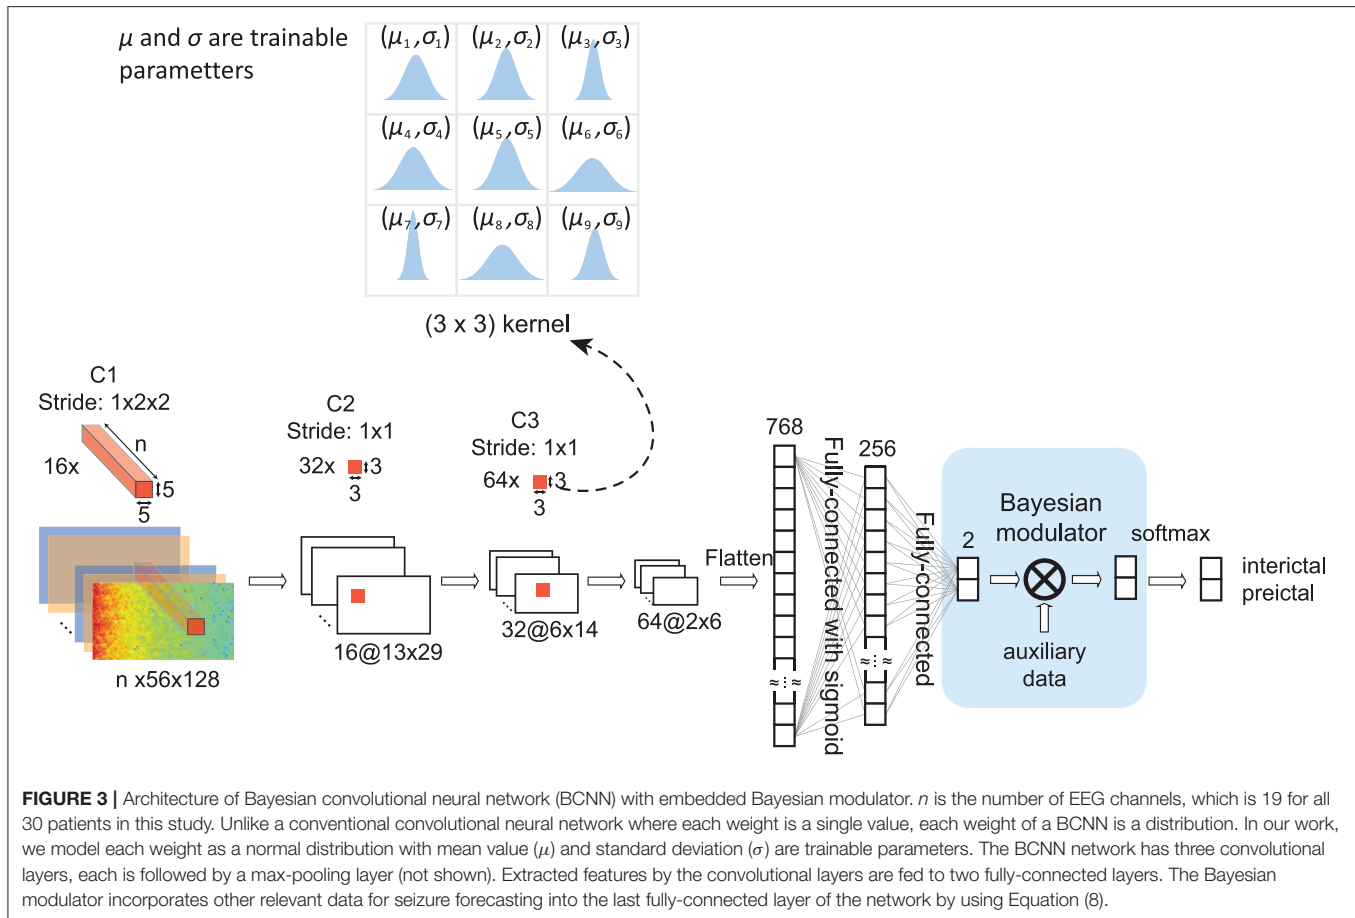 μ and σ are trainable
parametters
(μ1,σ1) (μ2,σ2) (μ3,σ3)
(μ4,σ4) (μ5,σ5) (μ6,σ6)
(μ7,σ7) (μ8,σ8) (μ9,σ9)
(3 x 3) kernel
C1
Stride: 1x2x2
n
16x
5
5
C2
Stride: 1x1
32x
3
3
C3
Stride: 1x1
64x
3
3
n x56x128
16@13x29
32@6x14
64@2x6
Flatten
768
Fully-connected with sigmoid
256
Fully-connected
2
Bayesian
modulator
auxiliary
data
softmax
interictal
preictal
FIGURE 3 | Architecture of Bayesian convolutional neural network (BCNN) with embedded Bayesian modulator. n is the number of EEG channels, which is 19 for all
30 patients in this study. Unlike a conventional convolutional neural network where each weight is a single value, each weight of a BCNN is a distribution. In our work,
we model each weight as a normal distribution with mean value (μ) and standard deviation (σ) are trainable parameters. The BCNN network has three convolutional
layers, each is followed by a max-pooling layer (not shown). Extracted features by the convolutional layers are fed to two fully-connected layers. The Bayesian
modulator incorporates other relevant data for seizure forecasting into the last fully-connected layer of the network by using Equation (8).